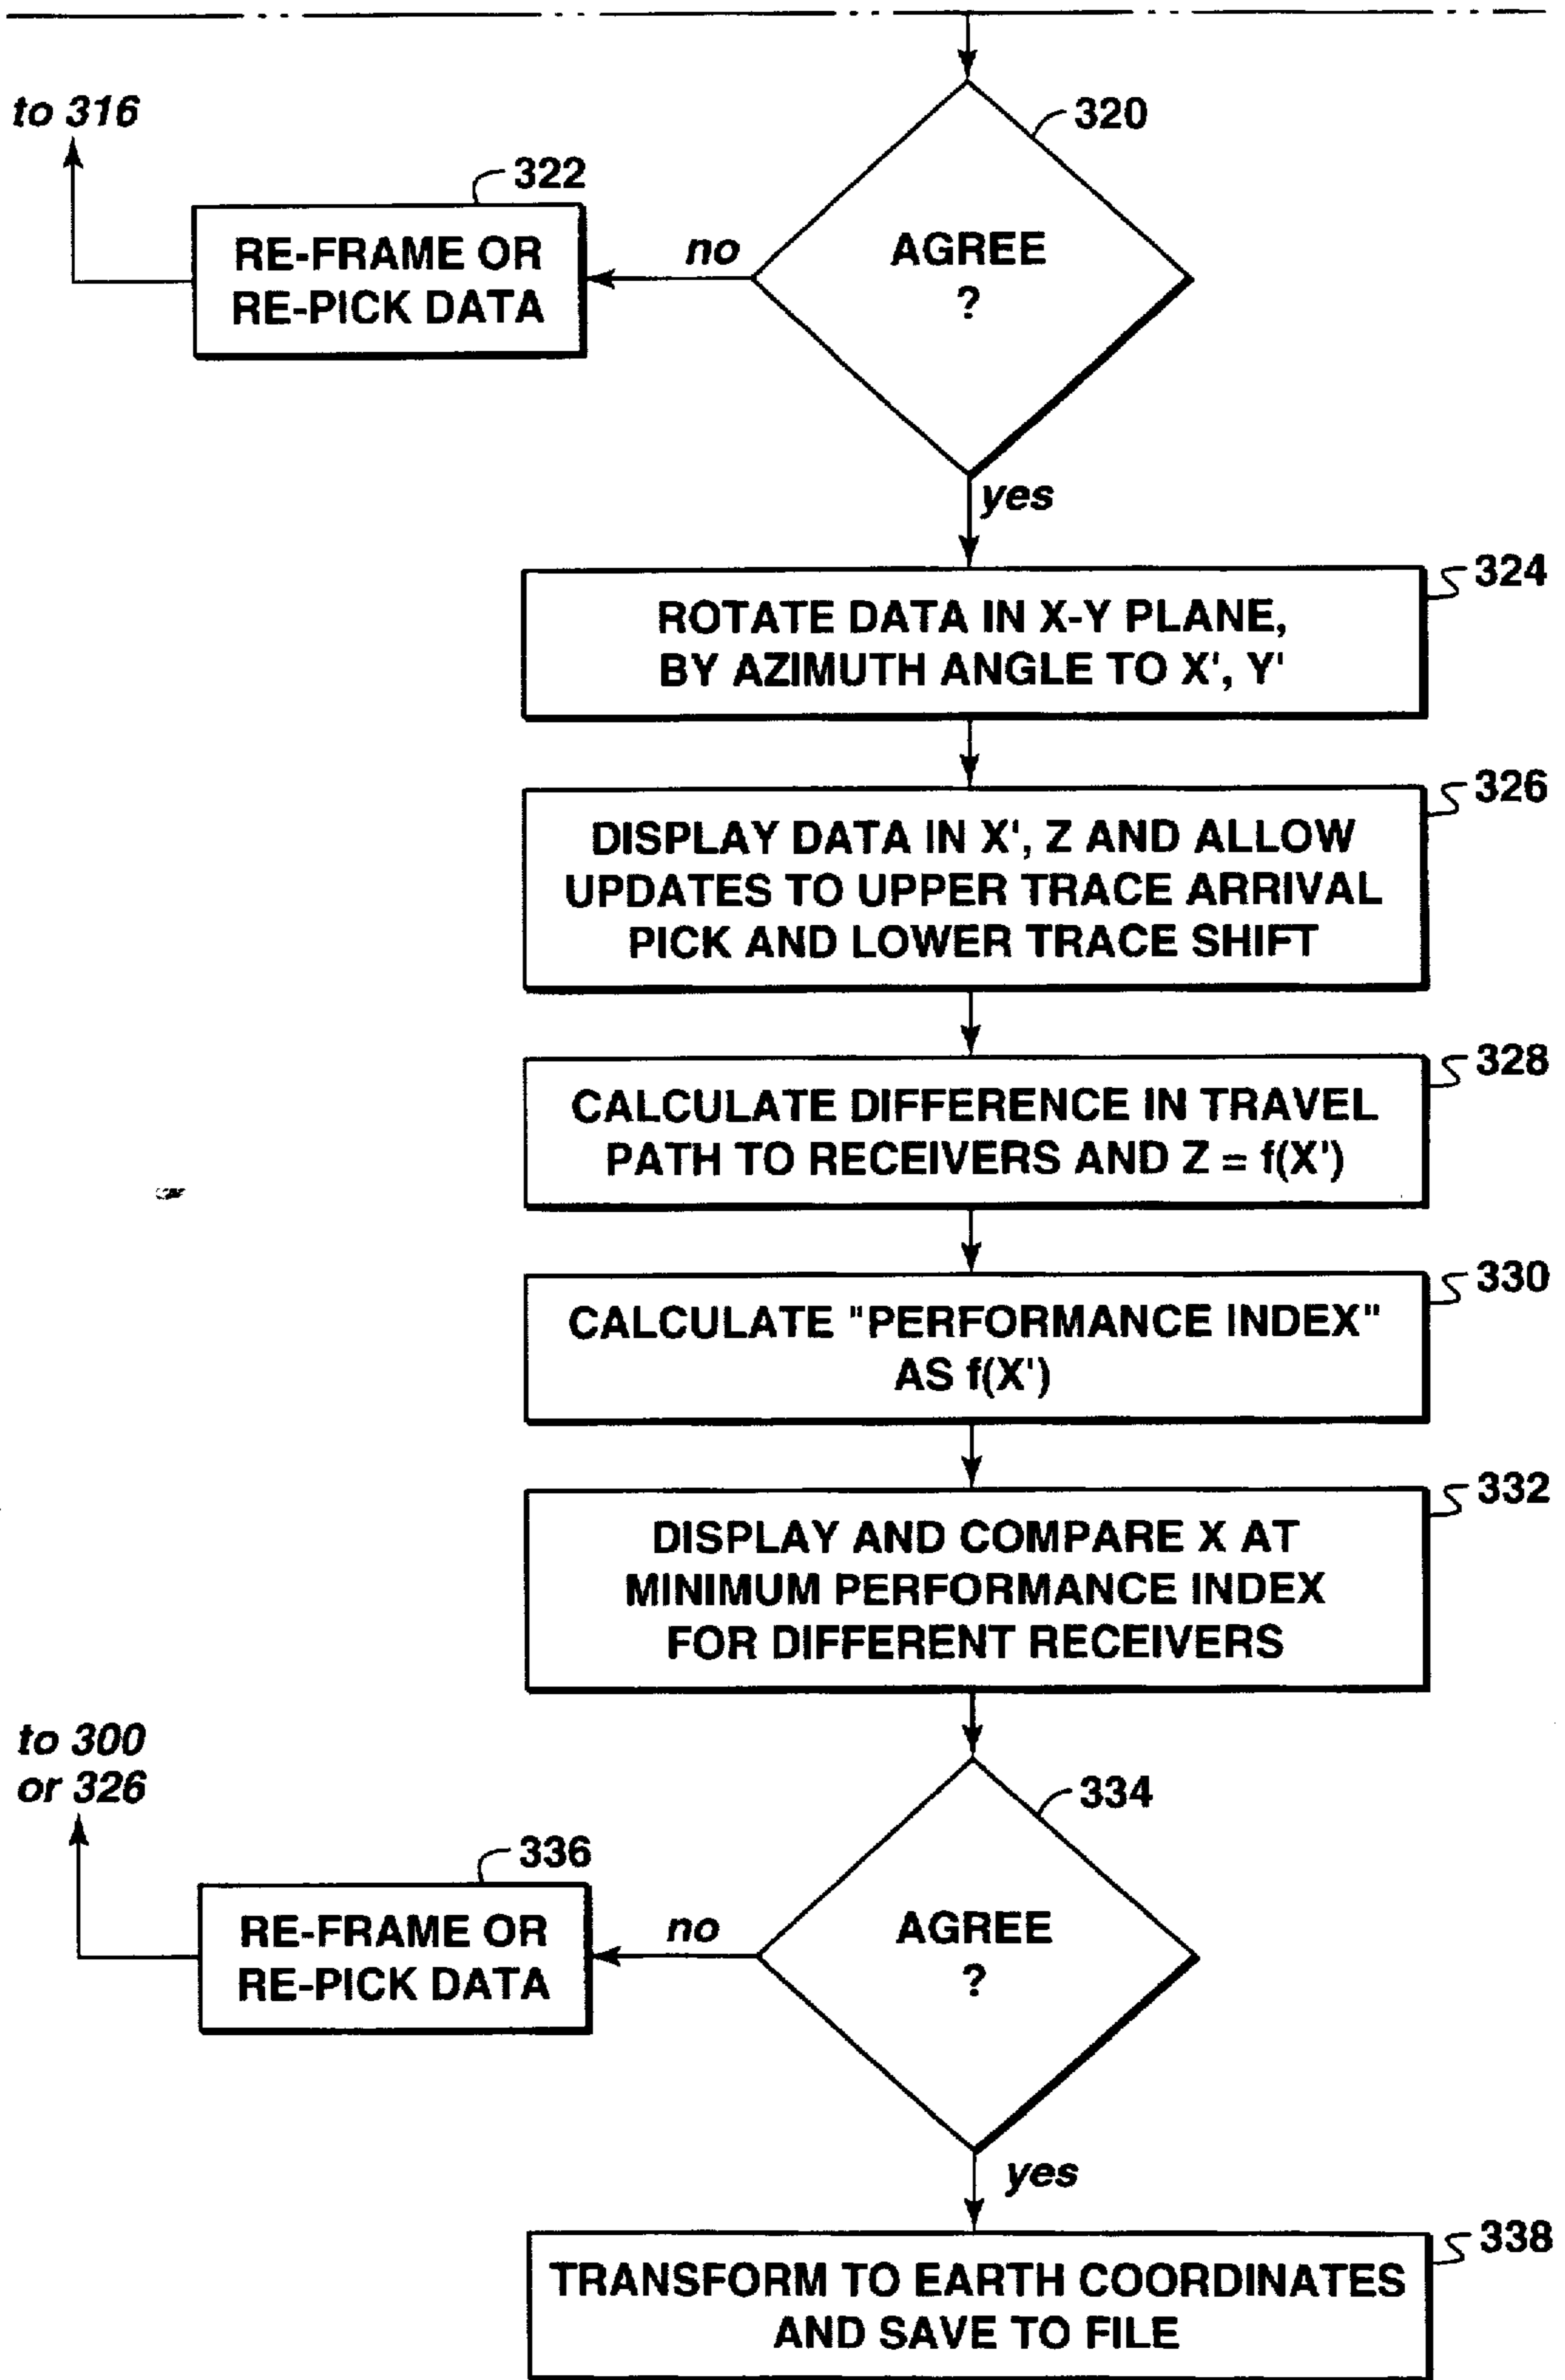 to 316
320
322
RE-FRAME OR
RE-PICK DATA
no
AGREE
?
yes
324
ROTATE DATA IN X-Y PLANE,
BY AZIMUTH ANGLE TO X', Y'
326
DISPLAY DATA IN X', Z AND ALLOW
UPDATES TO UPPER TRACE ARRIVAL
PICK AND LOWER TRACE SHIFT
328
CALCULATE DIFFERENCE IN TRAVEL
PATH TO RECEIVERS AND Z = f(X')
330
CALCULATE "PERFORMANCE INDEX"
AS f(X')
332
DISPLAY AND COMPARE X AT
MINIMUM PERFORMANCE INDEX
FOR DIFFERENT RECEIVERS
to 300
or 326
334
336
RE-FRAME OR
RE-PICK DATA
no
AGREE
?
yes
338
TRANSFORM TO EARTH COORDINATES
AND SAVE TO FILE